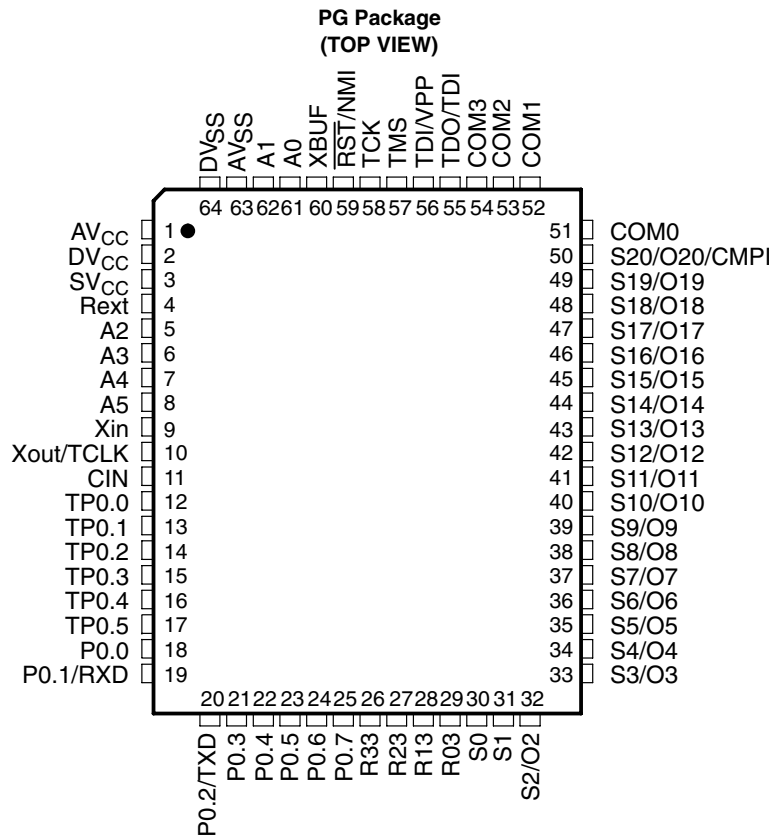 PG Package
(TOP VIEW)
DVSS
AVSS
A1
A0
XBUF
RST/NMI
TCK
TMS
TDI/VPP
TDO/TDI
COM3
COM2
COM1
64 63 62 61 60 59 58 57 56 55 54 53 52
AVCC 1 51 COM0
DVCC 2 50 S20/O20/CMPI
SVCC 3 49 S19/O19
Rext 4 48 S18/O18
A2 5 47 S17/O17
A3 6 46 S16/O16
A4 7 45 S15/O15
A5 8 44 S14/O14
Xin 9 43 S13/O13
Xout/TCLK 10 42 S12/O12
CIN 11 41 S11/O11
TP0.0 12 40 S10/O10
TP0.1 13 39 S9/O9
TP0.2 14 38 S8/O8
TP0.3 15 37 S7/O7
TP0.4 16 36 S6/O6
TP0.5 17 35 S5/O5
P0.0 18 34 S4/O4
P0.1/RXD 19 33 S3/O3
20 21 22 23 24 25 26 27 28 29 30 31 32
P0.2/TXD
P0.3
P0.4
P0.5
P0.6
P0.7
R33
R23
R13
R03
S0
S1
S2/O2